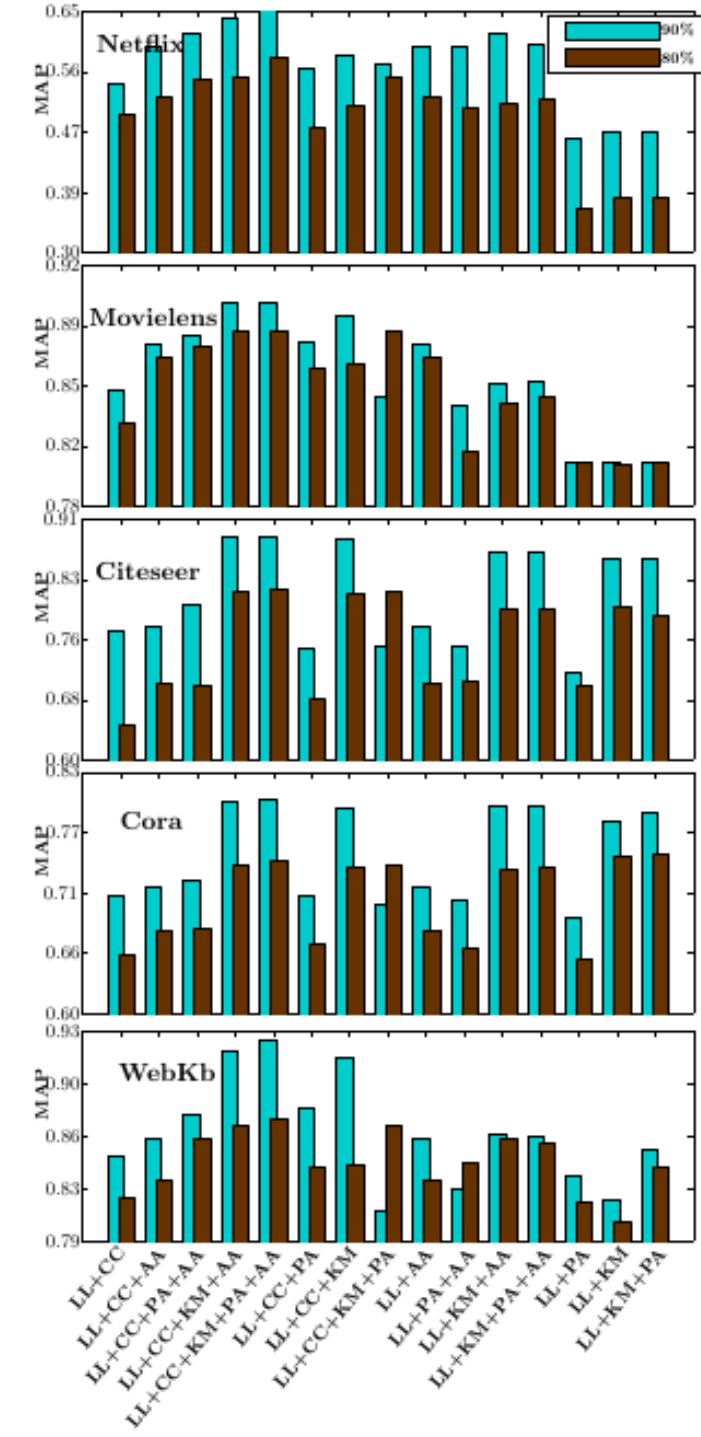 0.65
Netflix
90%
80%
0.56
MAP
0.47
0.39
0.30
0.92
Movielens
0.89
MAP
0.85
0.82
0.78
0.91
Citeseer
0.83
MAP
0.76
0.68
0.60
0.83
Cora
0.77
MAP
0.71
0.66
0.60
0.93
WebKb
0.90
MAP
0.86
0.83
0.79
LL+CC
LL+CC+AA
LL+CC+PA+AA
LL+CC+KM+AA
LL+CC+KM+PA+AA
LL+CC+PA
LL+CC+KM
LL+CC+KM+PA
LL+AA
LL+PA+AA
LL+KM+AA
LL+KM+PA+AA
LL+PA
LL+KM
LL+KM+PA